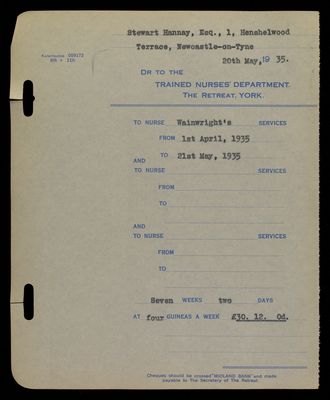 Stewart Hannay, Esq., 1, Henshelwood
Terrace, Newcastle-on-Tyne
20th May, 19 35.
DR TO THE
TRAINED NURSES' DEPARTMENT.
THE RETREAT, YORK.
TO NURSE Wainwright's SERVICES
FROM 1st April, 1935
TO 21st May, 1935
AND
TO NURSE SERVICES
FROM
TO
AND
TO NURSE SERVICES
FROM
TO
Seven WEEKS two DAYS
AT four GUINEAS A WEEK £30. 12. 0d.
Cheques should be crossed "MIDLAND BANK" and made
payable to The Secretary of The Retreat.